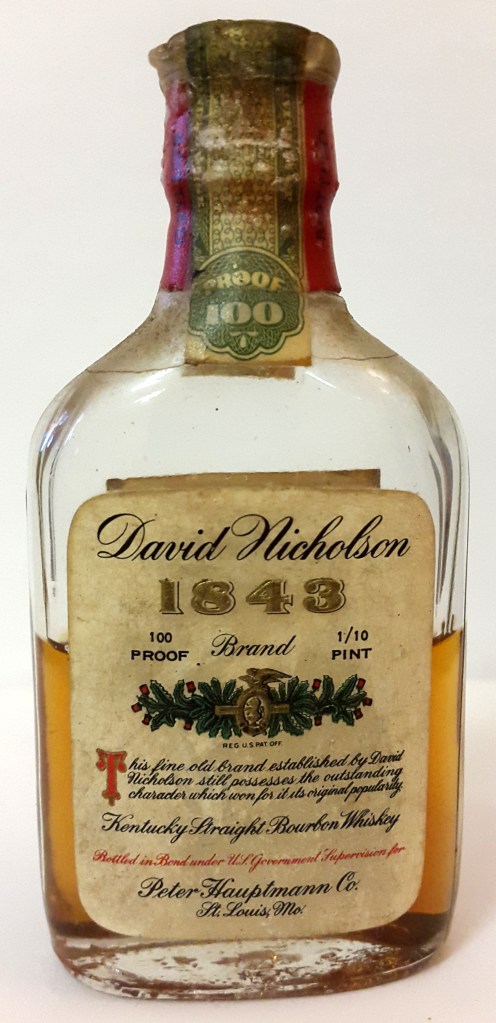 PROOF
100
David Nicholson
1843
100 PROOF Brand 1/10 PINT
REG. U.S. PAT. OFF.
This fine old brand established by David
Nicholson still possesses the outstanding
character which won for it its original popularity.
Kentucky Straight Bourbon Whiskey
Bottled in Bond under U.S. Government Supervision for
Peter Hauptmann Co.
St. Louis, Mo.